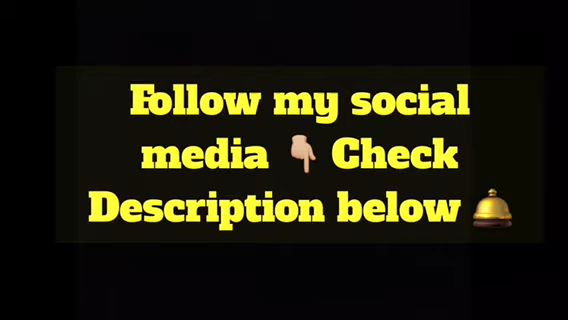 Follow my social
media 👇🏼 Check
Description below 🛎️